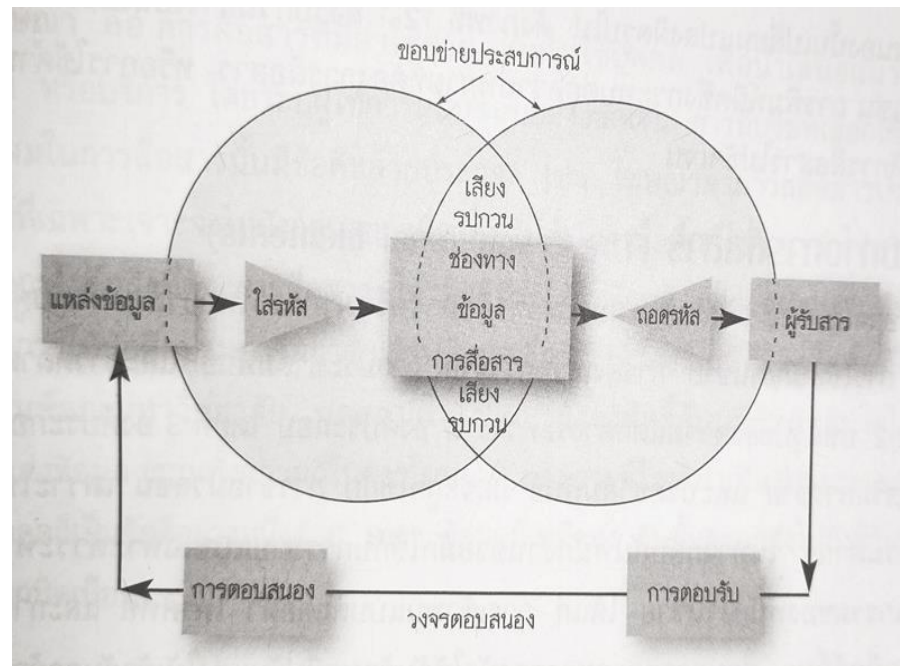 ขอบข่ายประสบการณ์
เสียง
รบกวน
แหล่งข้อมูล
ใส่รหัส
ช่องทาง
ข้อมูล
การสื่อสาร
ถอดรหัส
ผู้รับสาร
เสียง
รบกวน
การตอบสนอง
วงจรตอบสนอง
การตอบรับ